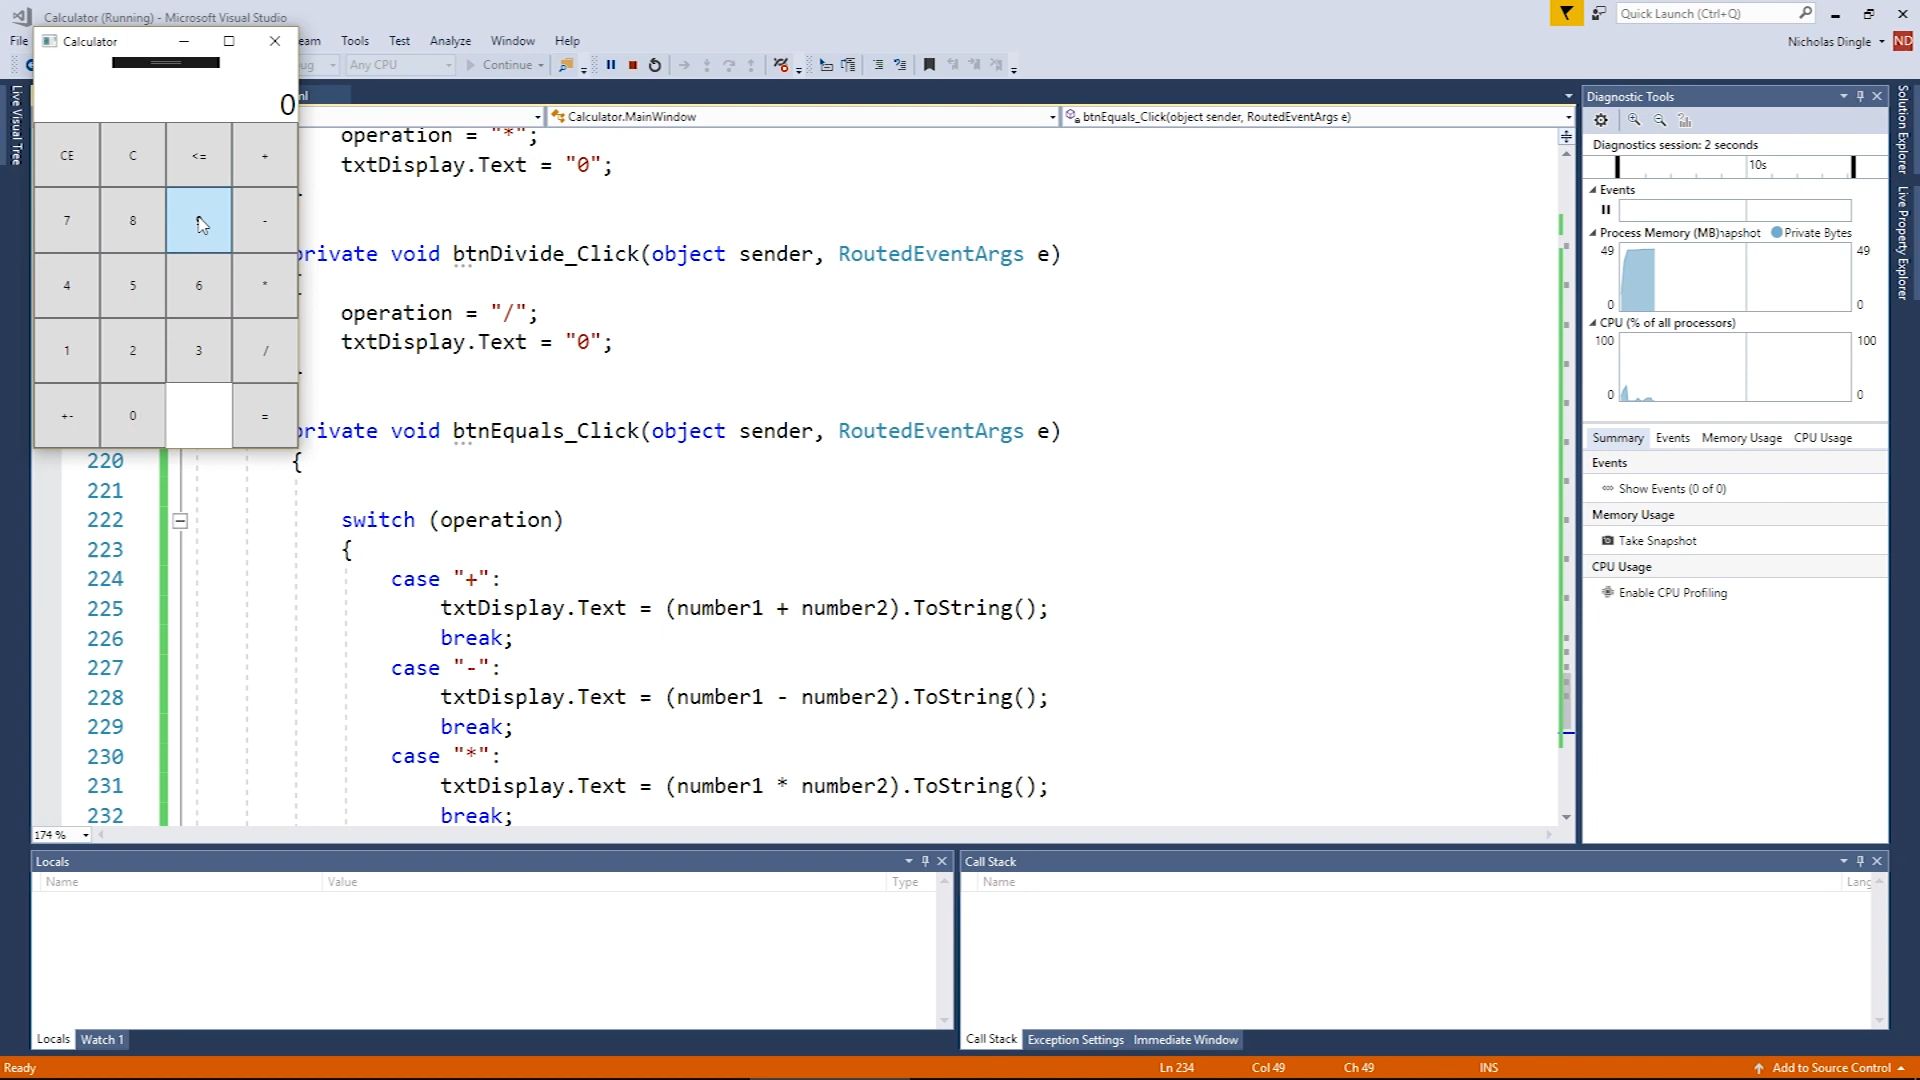 Calculator (Running) - Microsoft Visual Studio
Quick Launch (Ctrl+Q)
File
eam Tools Test Analyze Window Help
Nicholas Dingle ND
ug Any CPU Continue
Calculator
0
CE C <= +
7 8 -
4 5 6 *
1 2 3 /
+- 0 =
Live Visual Tree
ml
Calculator.MainWindow
btnEquals_Click(object sender, RoutedEventArgs e)
operation = "*";
txtDisplay.Text = "0";
private void btnDivide_Click(object sender, RoutedEventArgs e)
operation = "/";
txtDisplay.Text = "0";
private void btnEquals_Click(object sender, RoutedEventArgs e)
220 {
221
222 switch (operation)
223 {
224 case "+":
225 txtDisplay.Text = (number1 + number2).ToString();
226 break;
227 case "-":
228 txtDisplay.Text = (number1 - number2).ToString();
229 break;
230 case "*":
231 txtDisplay.Text = (number1 * number2).ToString();
232 break;
174 %
Diagnostic Tools
Diagnostics session: 2 seconds
10s
Events
Process Memory (MB) napshot Private Bytes
49 49
0 0
CPU (% of all processors)
100 100
0 0
Summary Events Memory Usage CPU Usage
Events
Show Events (0 of 0)
Memory Usage
Take Snapshot
CPU Usage
Enable CPU Profiling
Solution Explorer
Live Property Explorer
Locals
Name Value Type
Locals Watch 1
Call Stack
Name Lang
Call Stack Exception Settings Immediate Window
Ready Ln 234 Col 49 Ch 49 INS Add to Source Control